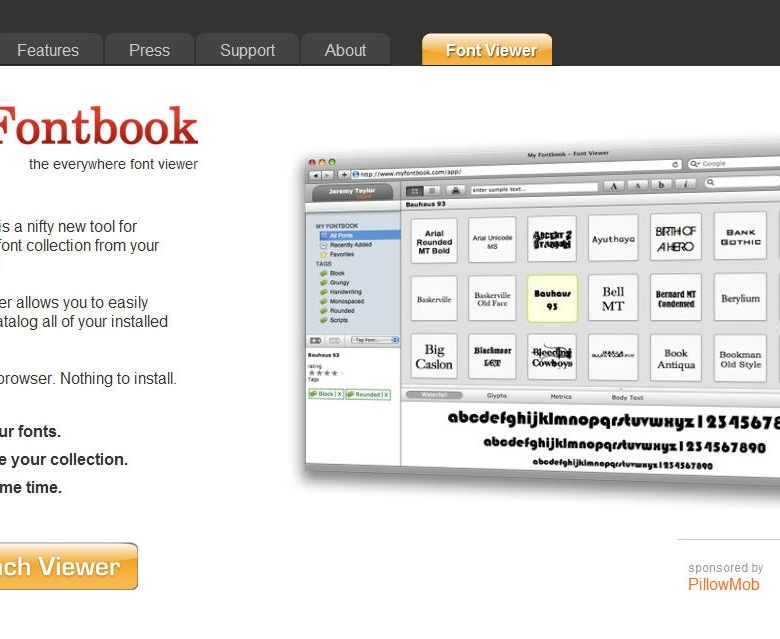 Features Press Support About Font Viewer
Fontbook
the everywhere font viewer
is a nifty new tool for
font collection from your
er allows you to easily
atalog all of your installed
browser. Nothing to install.
ur fonts.
e your collection.
me time.
ch Viewer
My Fontbook - Font Viewer
http://www.myfontbook.com/app/
Google
Jeremy Taylor
enter sample text...
A A b i
Bauhaus 93
MY FONTBOOK
All Fonts
Recently Added
Favorites
TAGS
Block
Grungy
Handwriting
Monospaced
Rounded
Scripts
Tag Font...
Bauhaus 93
rating
Tags
Block X Rounded X
Arial Rounded MT Bold
Arial Unicode MS
Ayuthaya
BIRTH OF A HERO
BANK GOTHIC
Baskerville
Baskerville Old Face
Bauhaus 93
Bell MT
Bernard MT Condensed
Berylium
Big Caslon
Blackmoor LET
Bleeding Cowboys
Book Antiqua
Bookman Old Style
Waterfall Glyphs Metrics Body Text
abcdefghijklmnopqrstuvwxyz 12345678
abcdefghijklmnopqrstuvwxyz 1234567890
abcdefghijklmnopqrstuvwxyz 1234567890
sponsored by
PillowMob